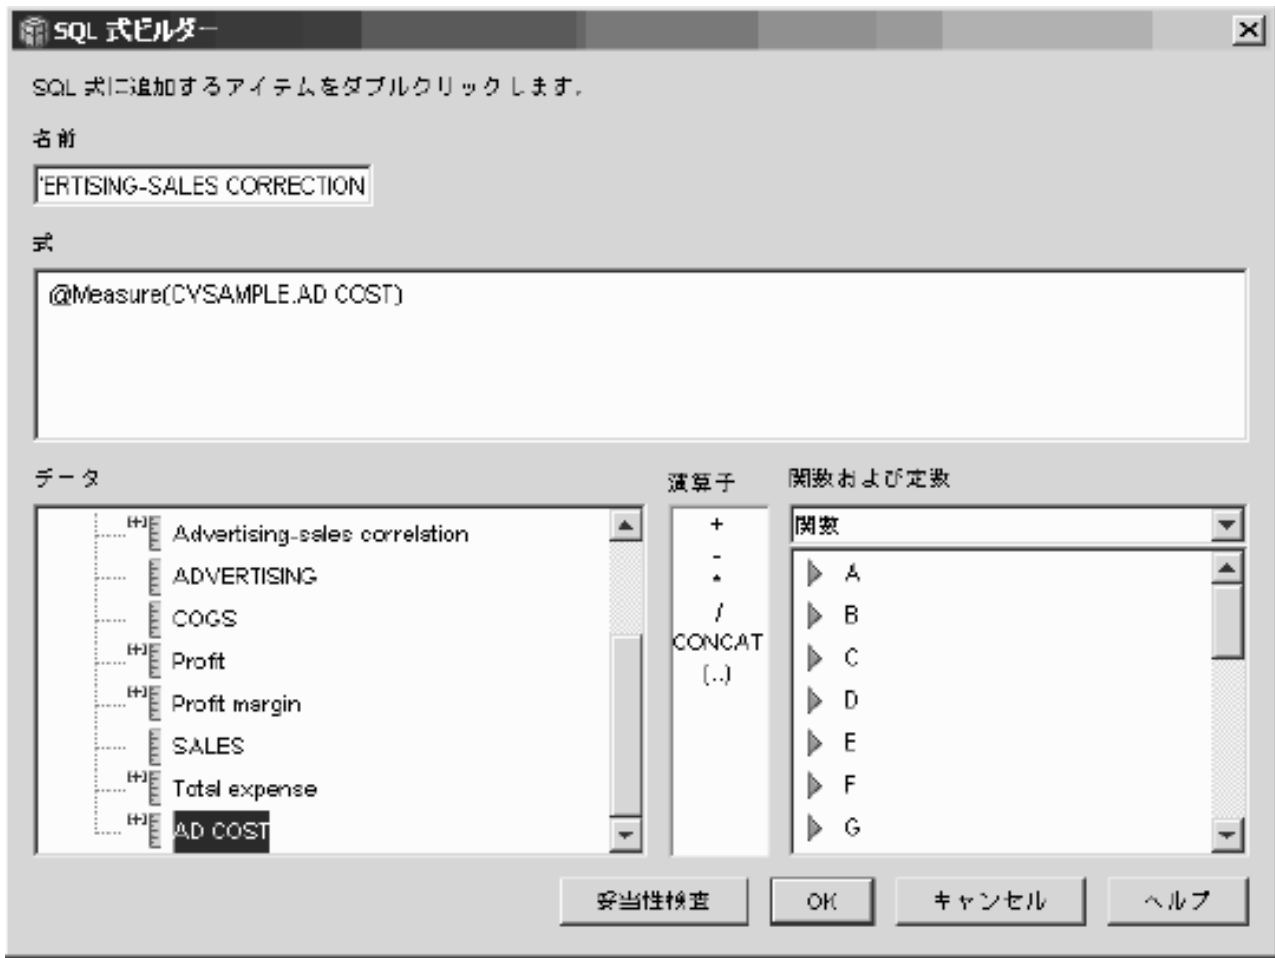 SQL 式ビルダー
SQL 式に追加するアイテムをダブルクリックします。
名前
'ERTISING-SALES CORRECTION
式
@Measure(CVSAMPLE.AD COST)
データ
Advertising-sales correlation
ADVERTISING
COGS
Profit
Profit margin
SALES
Total expense
AD COST
演算子
+
-
*
/
CONCAT
(..)
関数および定数
関数
A
B
C
D
E
F
G
妥当性検査
OK
キャンセル
ヘルプ